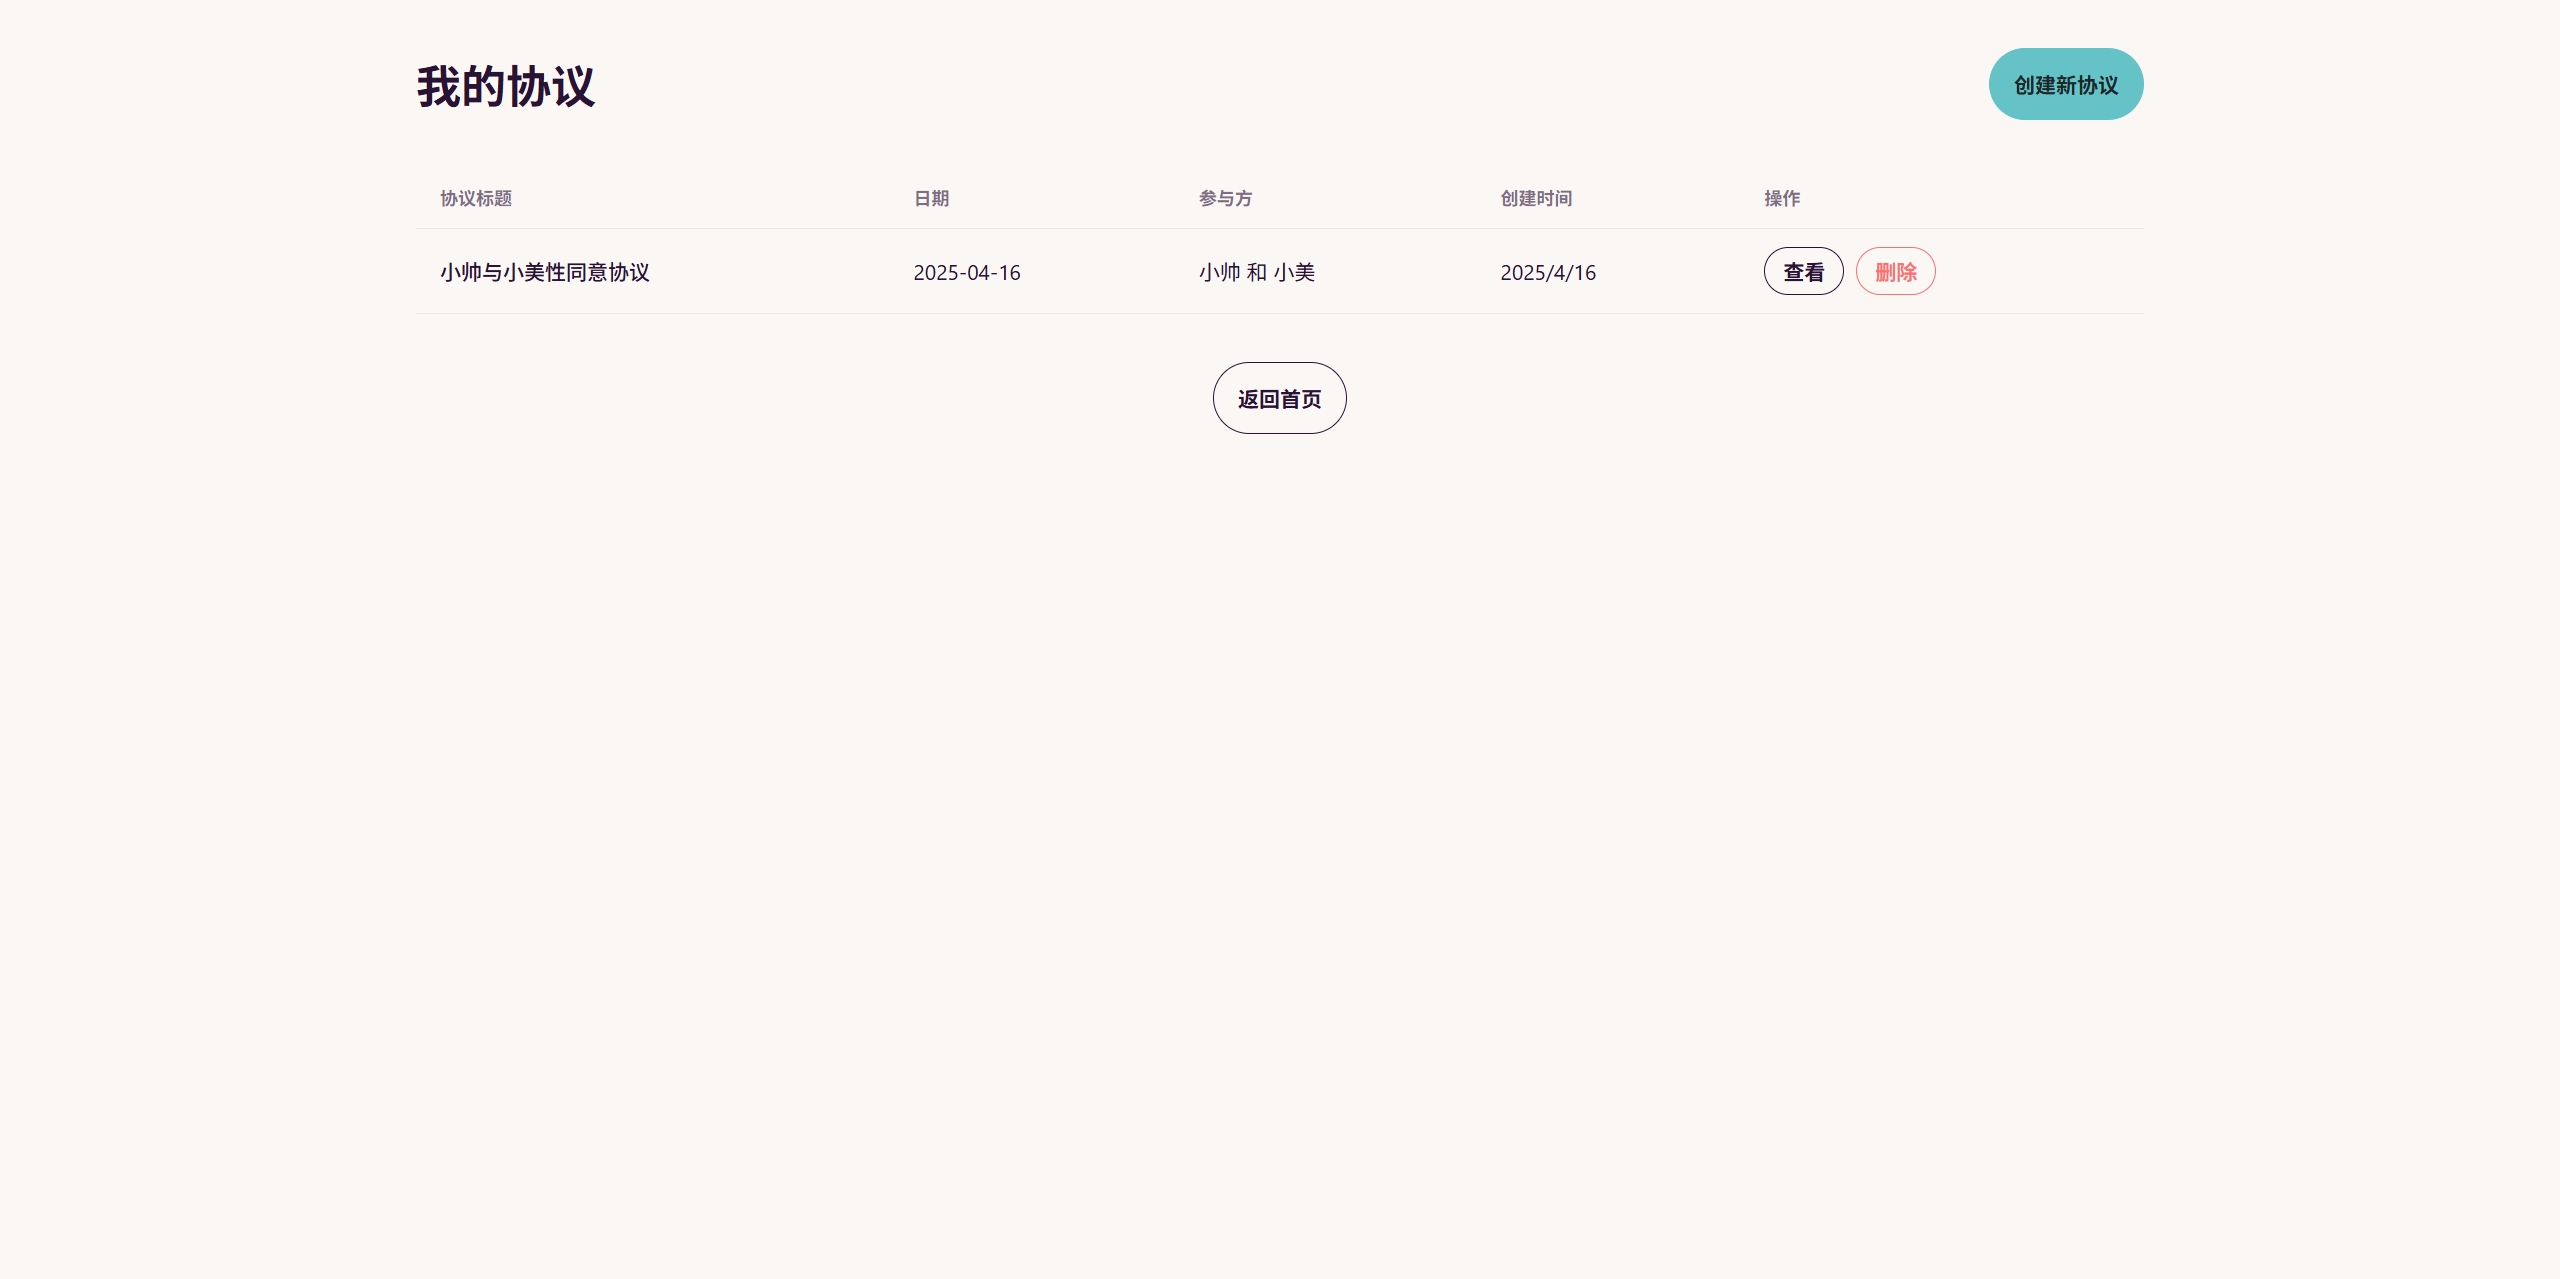 我的协议
创建新协议
协议标题 日期 参与方 创建时间 操作
小帅与小美性同意协议 2025-04-16 小帅 和 小美 2025/4/16 查看 删除
返回首页